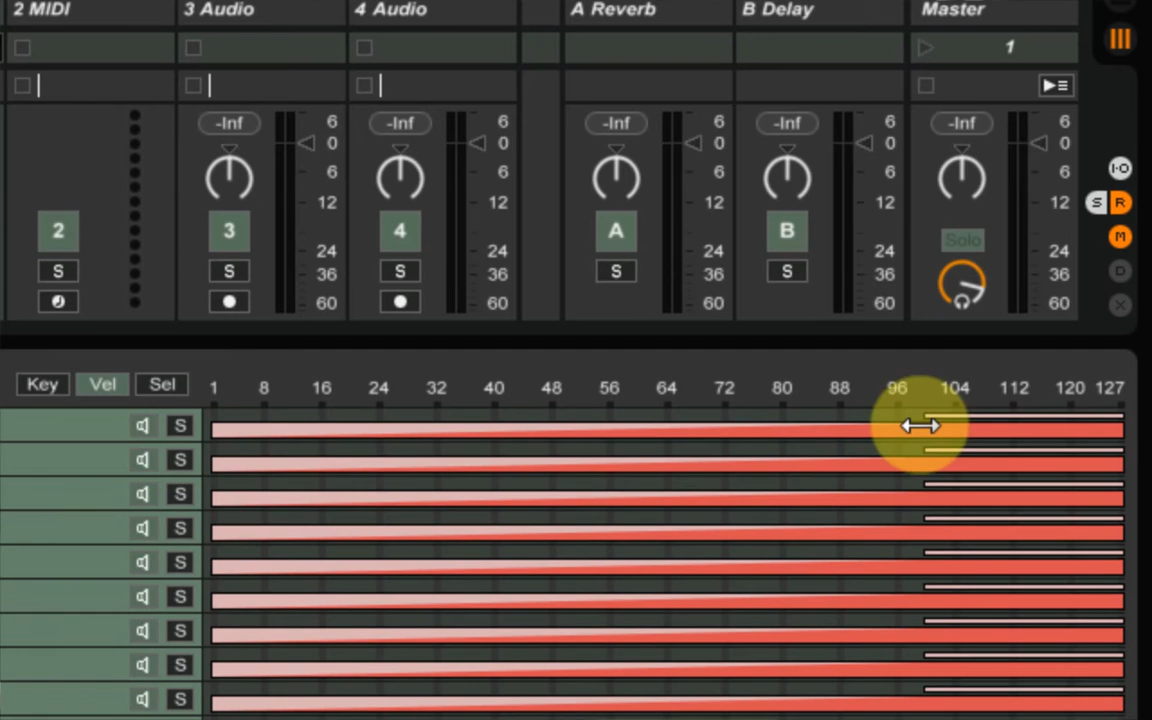 2 MIDI 3 Audio 4 Audio A Reverb B Delay Master
1
-Inf 6 -Inf 6 -Inf 6 -Inf 6 -Inf 6
0 0 0 0 0
6 6 6 6 6
I·O
12 12 12 12 12 S R
2 3 4 A B Solo M
24 24 24 24 24
S S 36 S 36 S 36 S 36 36 D
60 60 60 60 60 X
Key Vel Sel 1 8 16 24 32 40 48 56 64 72 80 88 96 104 112 120 127
S
S
S
S
S
S
S
S
S